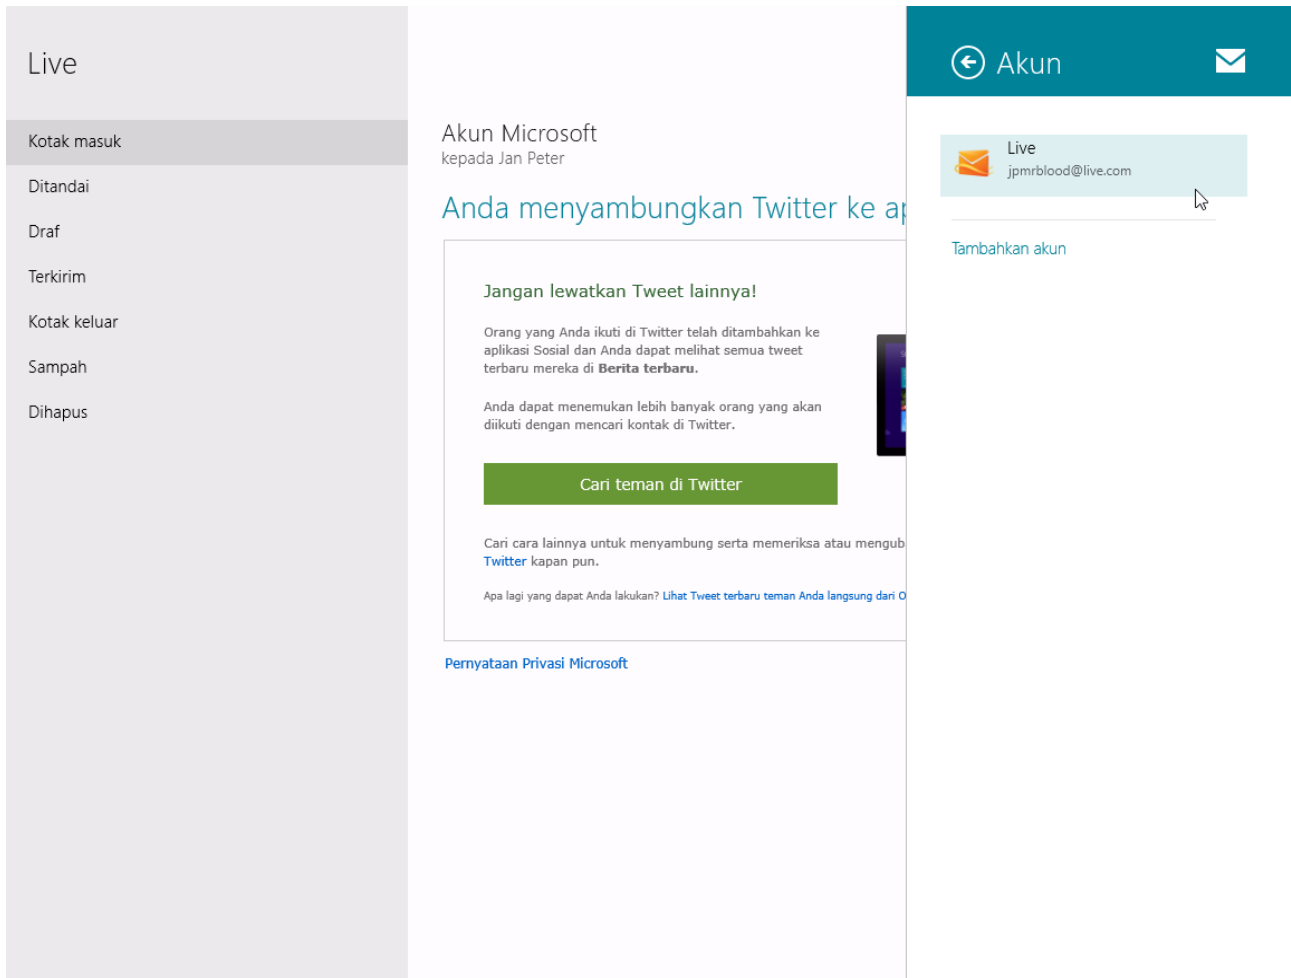 Live
Kotak masuk
Ditandai
Draf
Terkirim
Kotak keluar
Sampah
Dihapus
Akun Microsoft
kepada Jan Peter
Anda menyambungkan Twitter ke
Jangan lewatkan Tweet lainnya!
Orang yang Anda ikuti di Twitter telah ditambahkan ke
aplikasi Sosial dan Anda dapat melihat semua tweet
terbaru mereka di Berita terbaru.
Anda dapat menemukan lebih banyak orang yang akan
diikuti dengan mencari kontak di Twitter.
Cari teman di Twitter
Cari cara lainnya untuk menyambung serta memeriksa atau mengub
Twitter kapan pun.
Apa lagi yang dapat Anda lakukan? Lihat Tweet terbaru teman Anda langsung dari O
Pernyataan Privasi Microsoft
Akun
Live
jpmrblood@live.com
Tambahkan akun